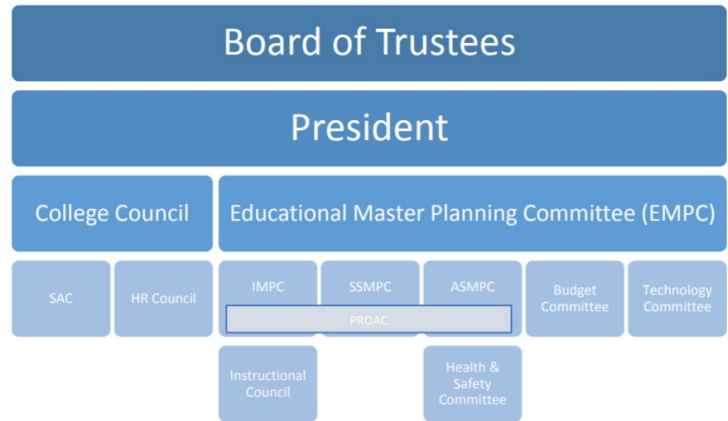 Board of Trustees
President
College Council
Educational Master Planning Committee (EMPC)
SAC
HR Council
IMPC
SSMPC
ASMPC
Budget
Committee
Technology
Committee
PROAC
Instructional
Council
Health &
Safety
Committee